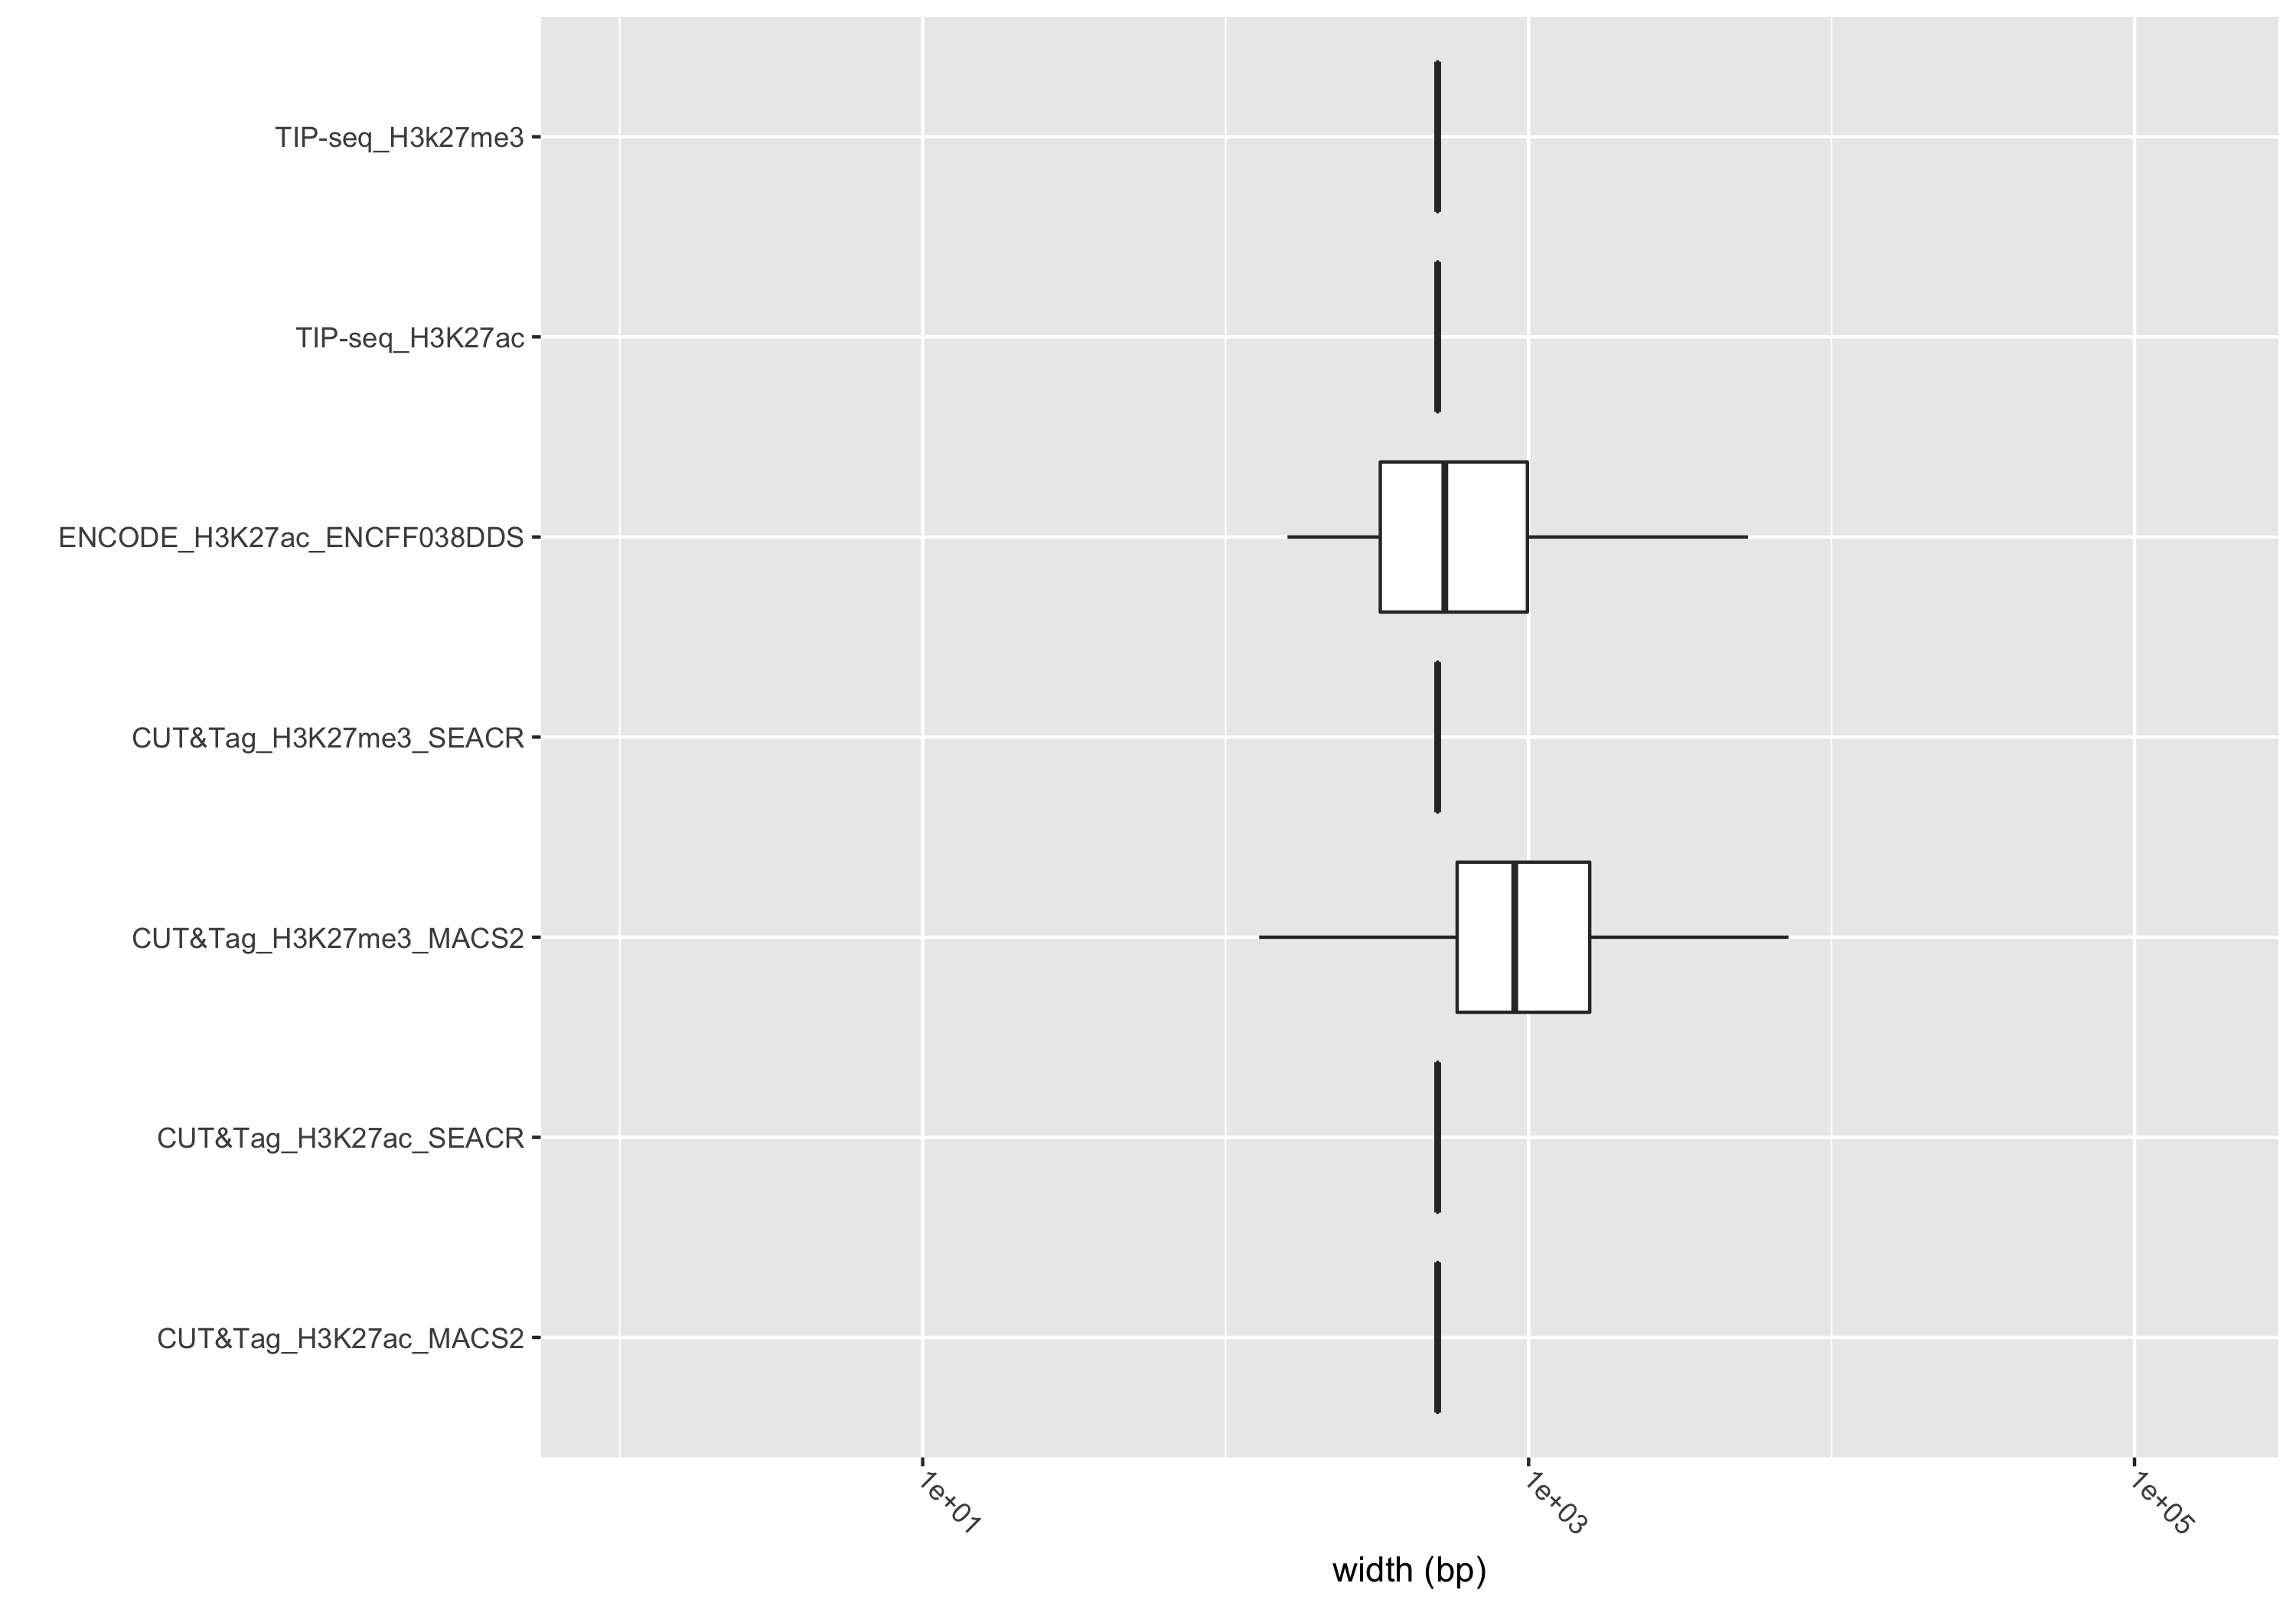 TIP-seq_H3k27me3
TIP-seq_H3K27ac
ENCODE_H3K27ac_ENCFF038DDS
CUT&Tag_H3K27me3_SEACR
CUT&Tag_H3K27me3_MACS2
CUT&Tag_H3K27ac_SEACR
CUT&Tag_H3K27ac_MACS2
1e+01
1e+03
1e+05
width (bp)